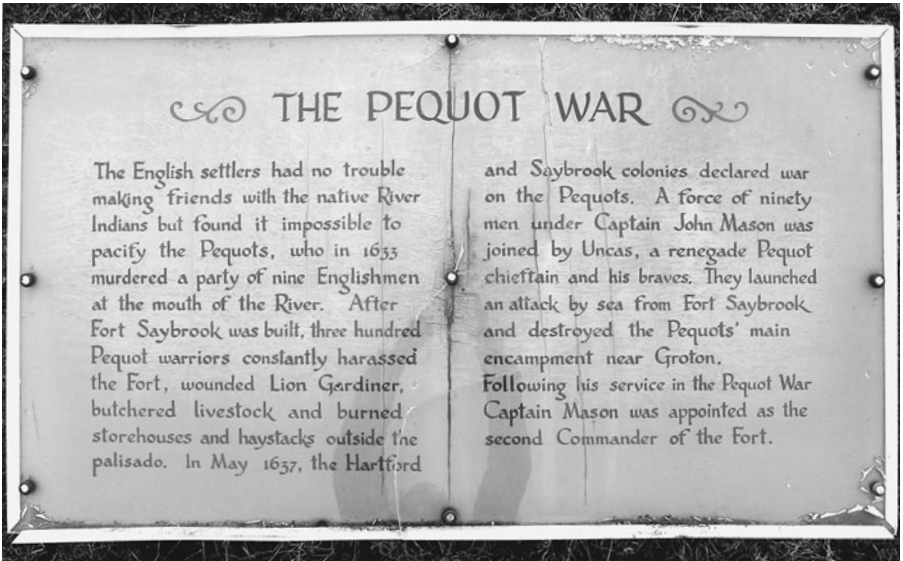 THE PEQUOT WAR
The English settlers had no trouble
making friends with the native River
Indians but found it impossible to
pacify the Pequots, who in 1633
murdered a party of nine Englishmen
at the mouth of the River. After
Fort Saybrook was built, three hundred
Pequot warriors constantly harassed
the Fort, wounded Lion Gardiner,
butchered livestock and burned
storehouses and haystacks outside the
palisado. In May 1637, the Hartford
and Saybrook colonies declared war
on the Pequots. A force of ninety
men under Captain John Mason was
joined by Uncas, a renegade Pequot
chieftain and his braves. They launched
an attack by sea from Fort Saybrook
and destroyed the Pequots' main
encampment near Groton.
Following his service in the Pequot War
Captain Mason was appointed as the
second Commander of the Fort.